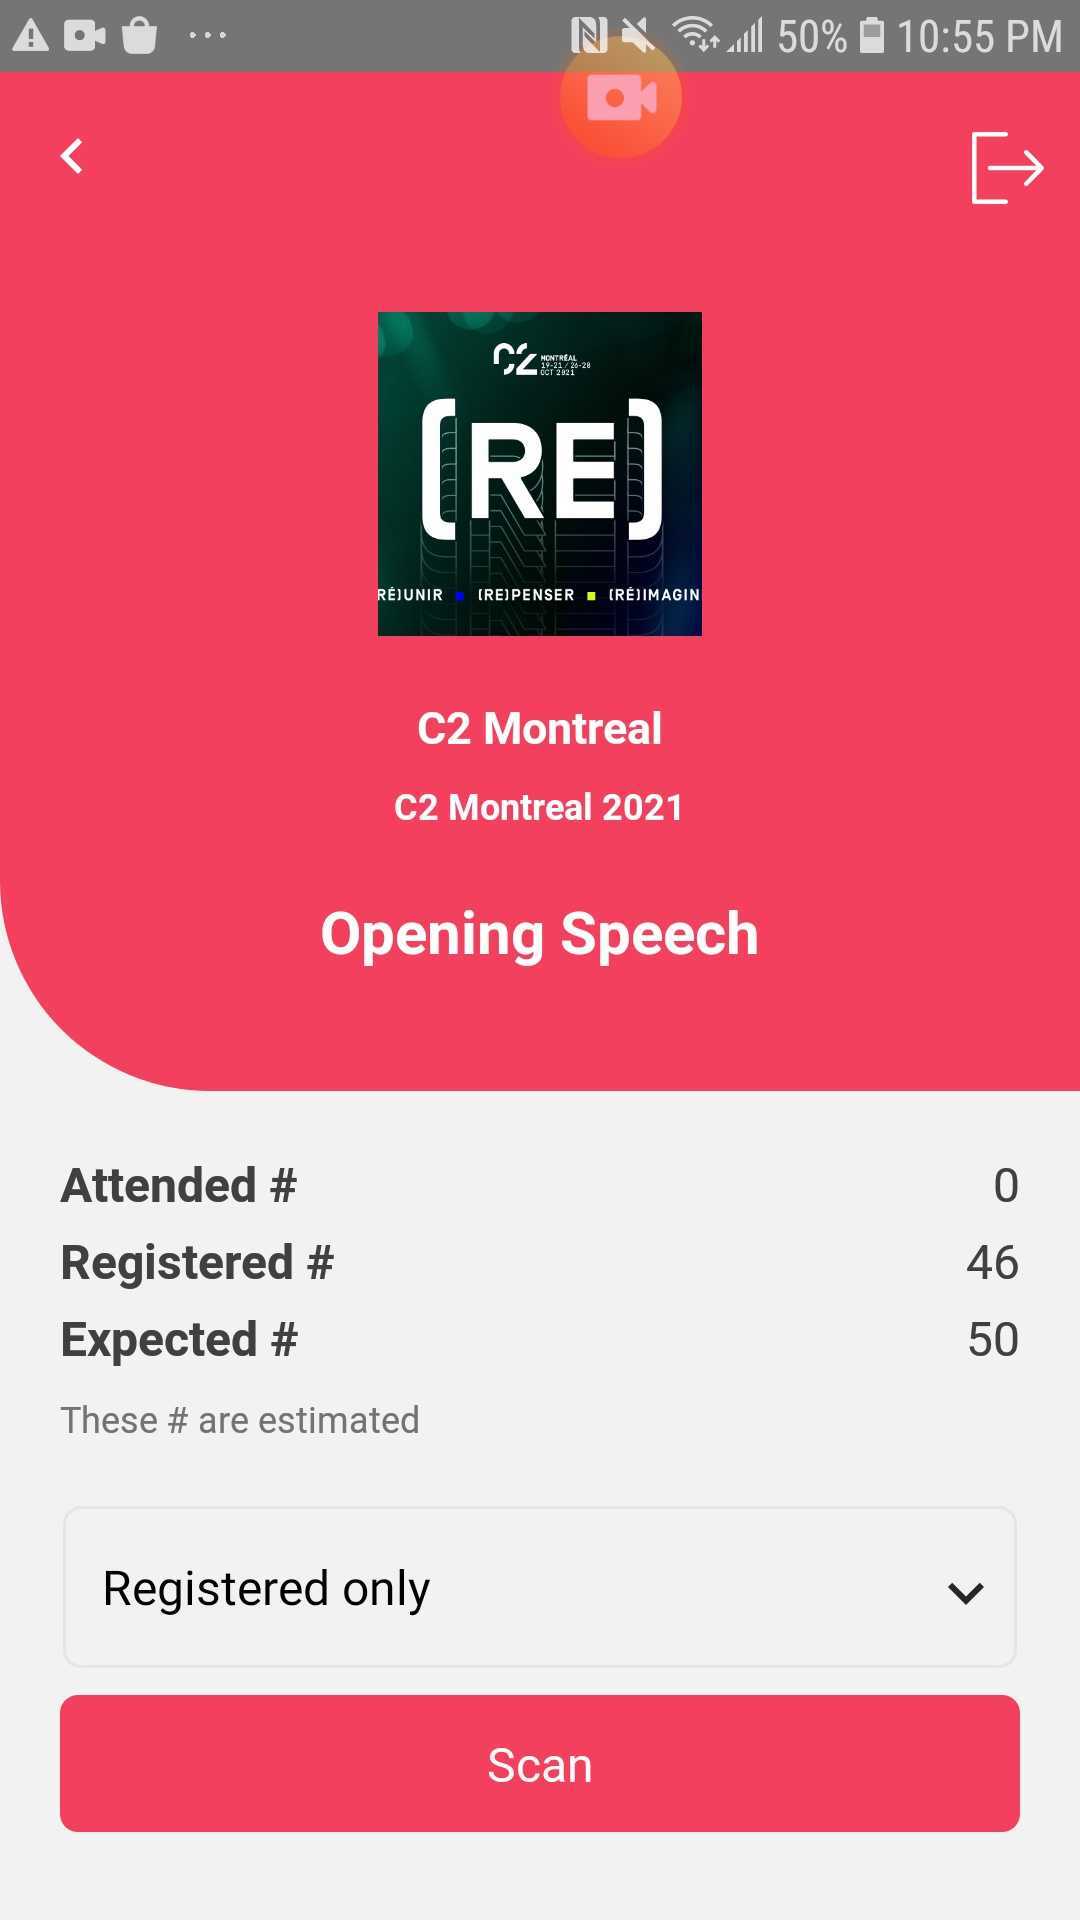 50% 10:55 PM
C2 MONTRÉAL
19-21 / 26-28
OCT 2021
(RE)
RÉ)UNIR (RE)PENSER (RÉ)IMAGIN
C2 Montreal
C2 Montreal 2021
Opening Speech
Attended # 0
Registered # 46
Expected # 50
These # are estimated
Registered only
Scan